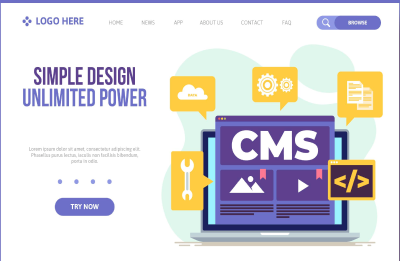 LOGO HERE
HOME NEWS APP ABOUT US CONTACT FAQ
BROWSE
SIMPLE DESIGN
UNLIMITED POWER
Lorem ipsum dolor sit amet, consectetur adipiscing elit.
Phasellus purus lectus, iaculis non facilisis bibendum,
porta in odio.
TRY NOW
DATA
CMS
</>